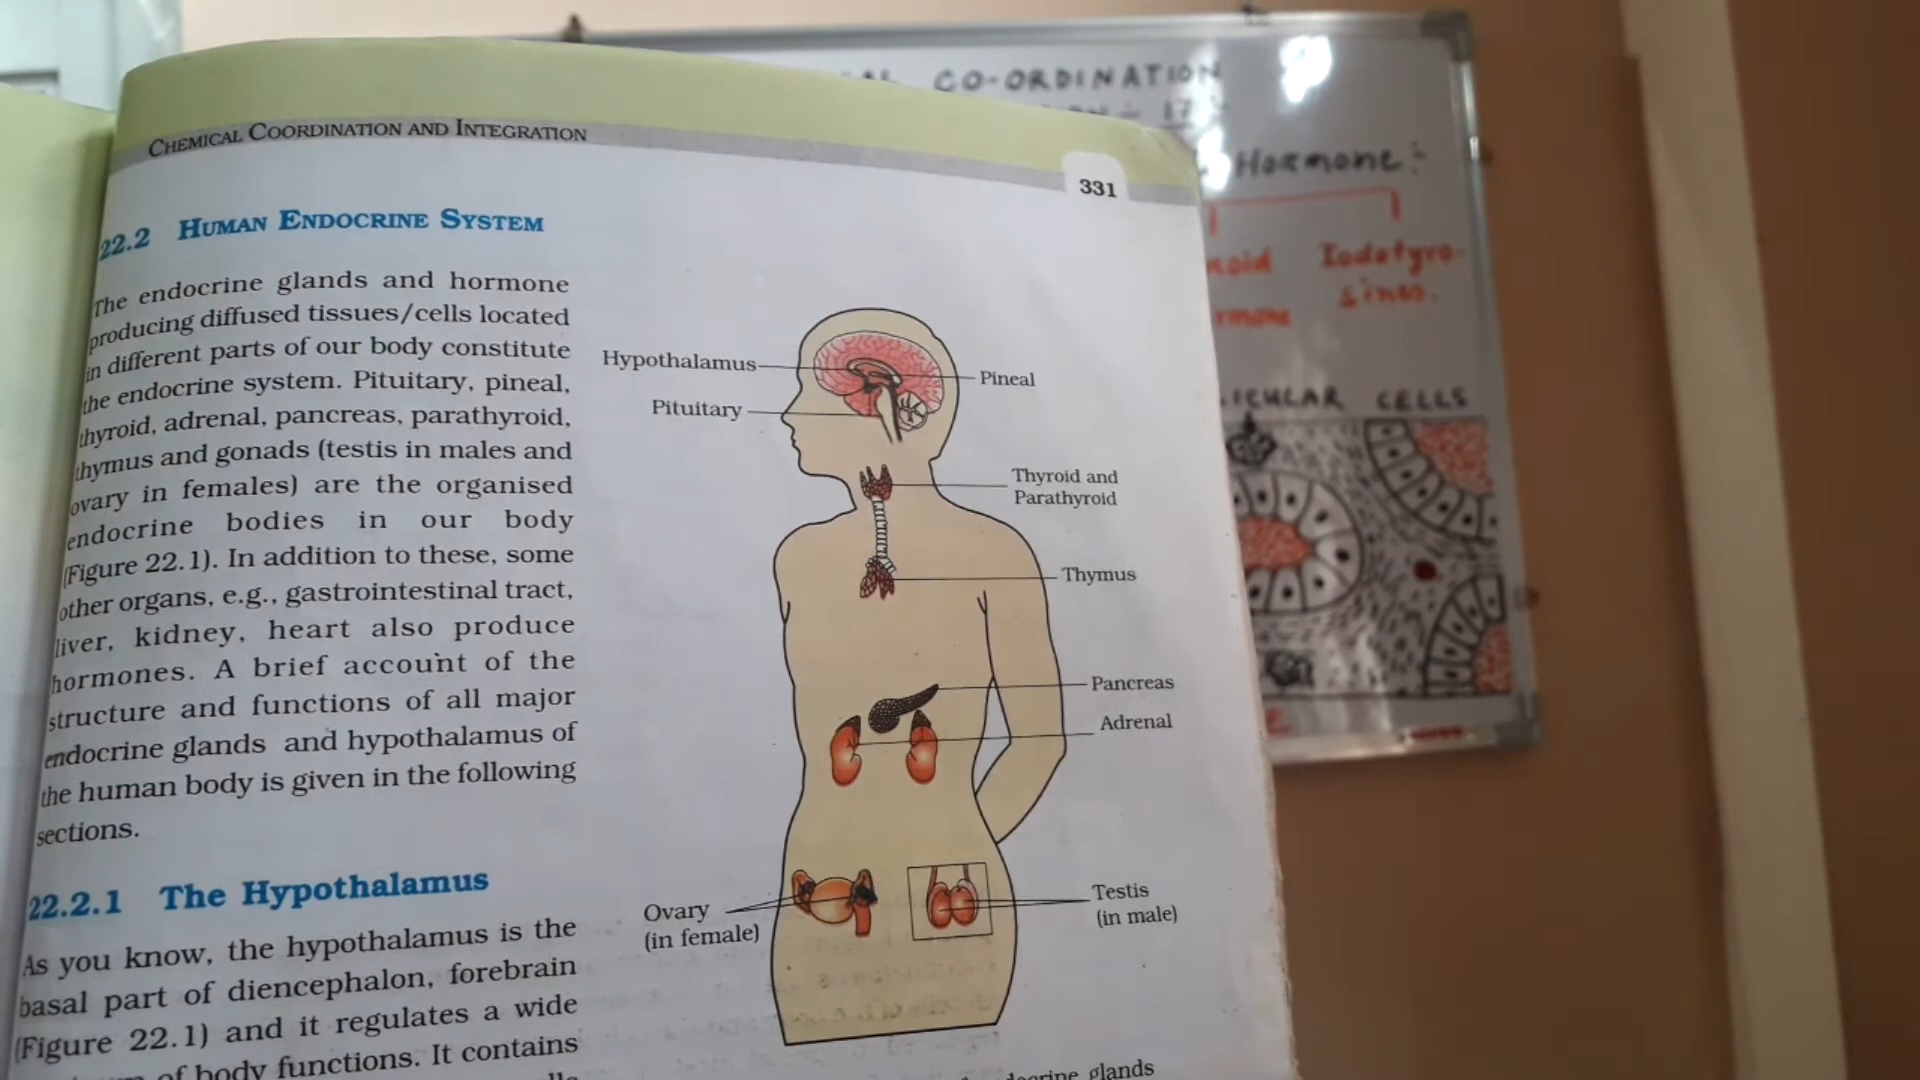 CHEMICAL COORDINATION AND INTEGRATION
331
22.2 HUMAN ENDOCRINE SYSTEM
The endocrine glands and hormone
producing diffused tissues/cells located
in different parts of our body constitute
the endocrine system. Pituitary, pineal,
thyroid, adrenal, pancreas, parathyroid,
thymus and gonads (testis in males and
ovary in females) are the organised
endocrine bodies in our body
(Figure 22.1). In addition to these, some
other organs, e.g., gastrointestinal tract,
liver, kidney, heart also produce
hormones. A brief account of the
structure and functions of all major
endocrine glands and hypothalamus of
the human body is given in the following
sections.
22.2.1 The Hypothalamus
As you know, the hypothalamus is the
basal part of diencephalon, forebrain
(Figure 22.1) and it regulates a wide
of body functions. It contains
Hypothalamus
Pineal
Pituitary
Thyroid and
Parathyroid
Thymus
Pancreas
Adrenal
Ovary
(in female)
Testis
(in male)
glands
CO-ORDINATION
17
Hormone:-
Iodotyro-
sines.
CELLS